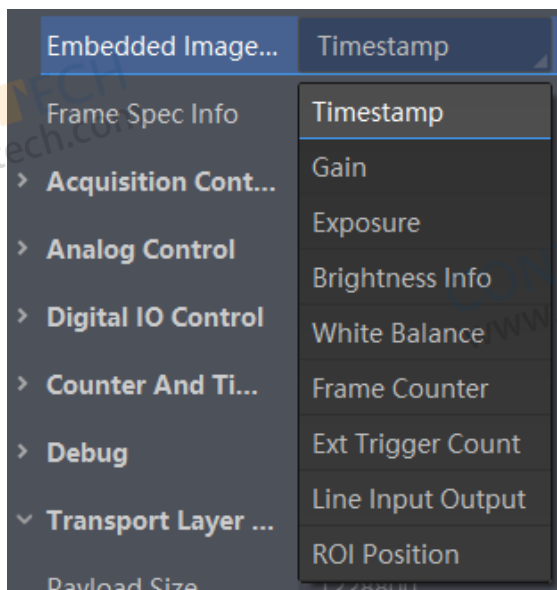 Embedded Image... Timestamp
Frame Spec Info Timestamp
Gain
Acquisition Cont...
Exposure
Analog Control
Brightness Info
Digital IO Control
White Balance
Counter And Ti... Frame Counter
Debug Ext Trigger Count
Line Input Output
Transport Layer ...
ROI Position
Payload Size 1228800